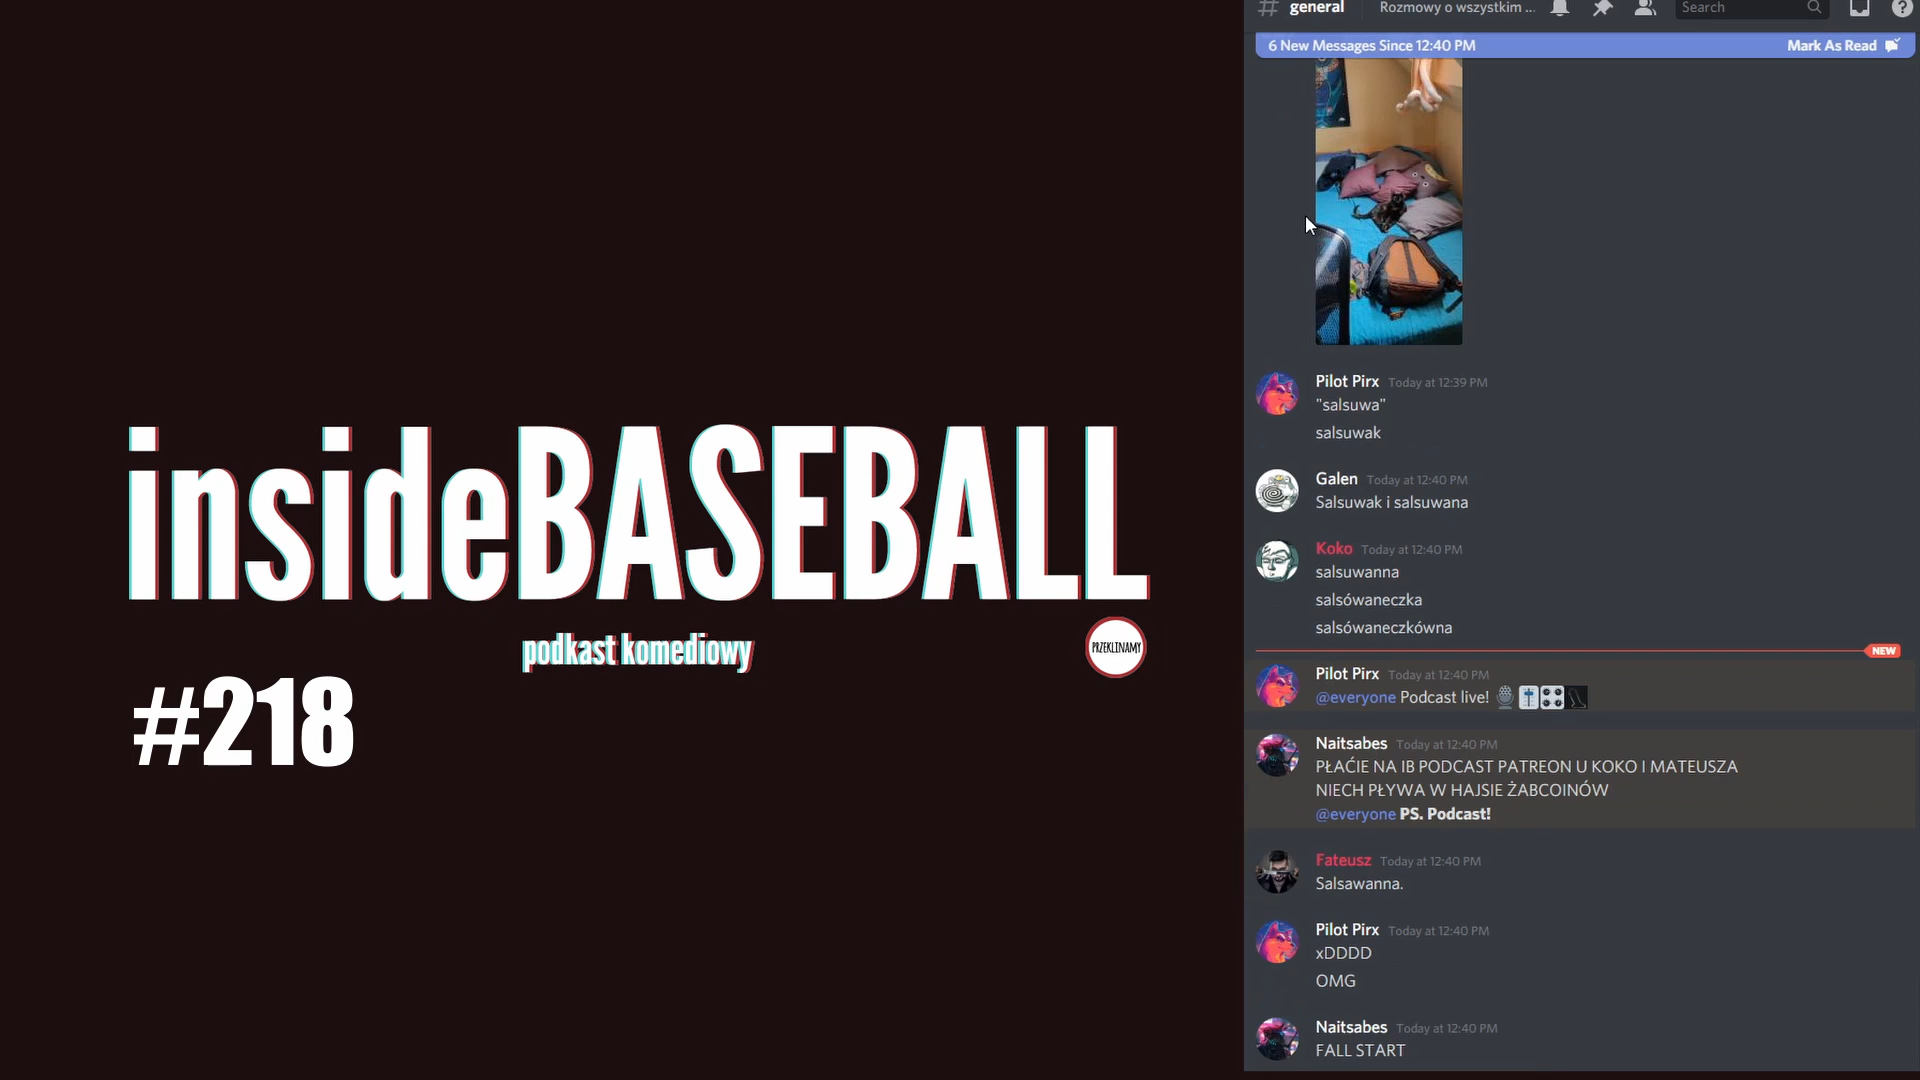 insideBASEBALL
podkast komediowy
PRZEKLINAMY
#218
# general
Rozmowy o wszystkim ...
Search
6 New Messages Since 12:40 PM
Mark As Read
Pilot Pirx Today at 12:39 PM
"salsuwa"
salsuwak
Galen Today at 12:40 PM
Salsuwak i salsuwana
Koko Today at 12:40 PM
salsuwanna
salsówaneczka
salsówaneczkówna
NEW
Pilot Pirx Today at 12:40 PM
@everyone Podcast live!
Naitsabes Today at 12:40 PM
PŁAĆIE NA IB PODCAST PATREON U KOKO I MATEUSZA
NIECH PŁYWA W HAJSIE ŻABCOINÓW
@everyone PS. Podcast!
Fateusz Today at 12:40 PM
Salsawanna.
Pilot Pirx Today at 12:40 PM
xDDDD
OMG
Naitsabes Today at 12:40 PM
FALL START